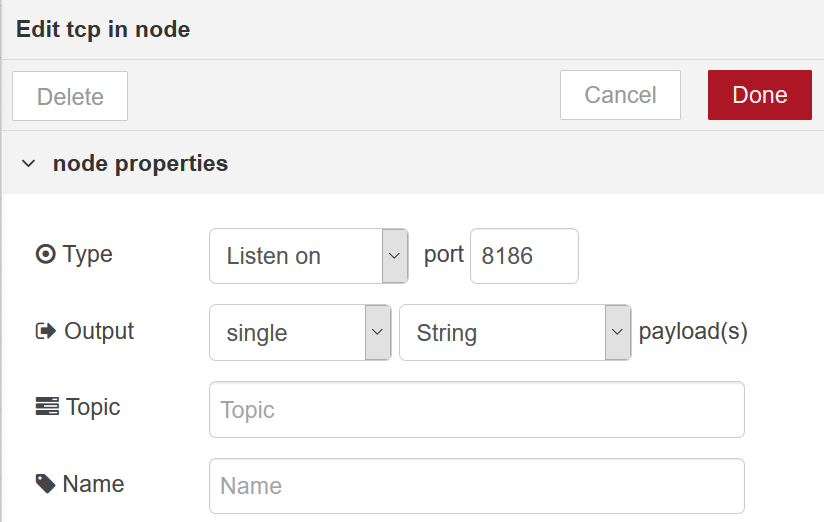 Edit tcp in node
Delete Cancel Done
node properties
Type Listen on port 8186
Output single String payload(s)
Topic Topic
Name Name